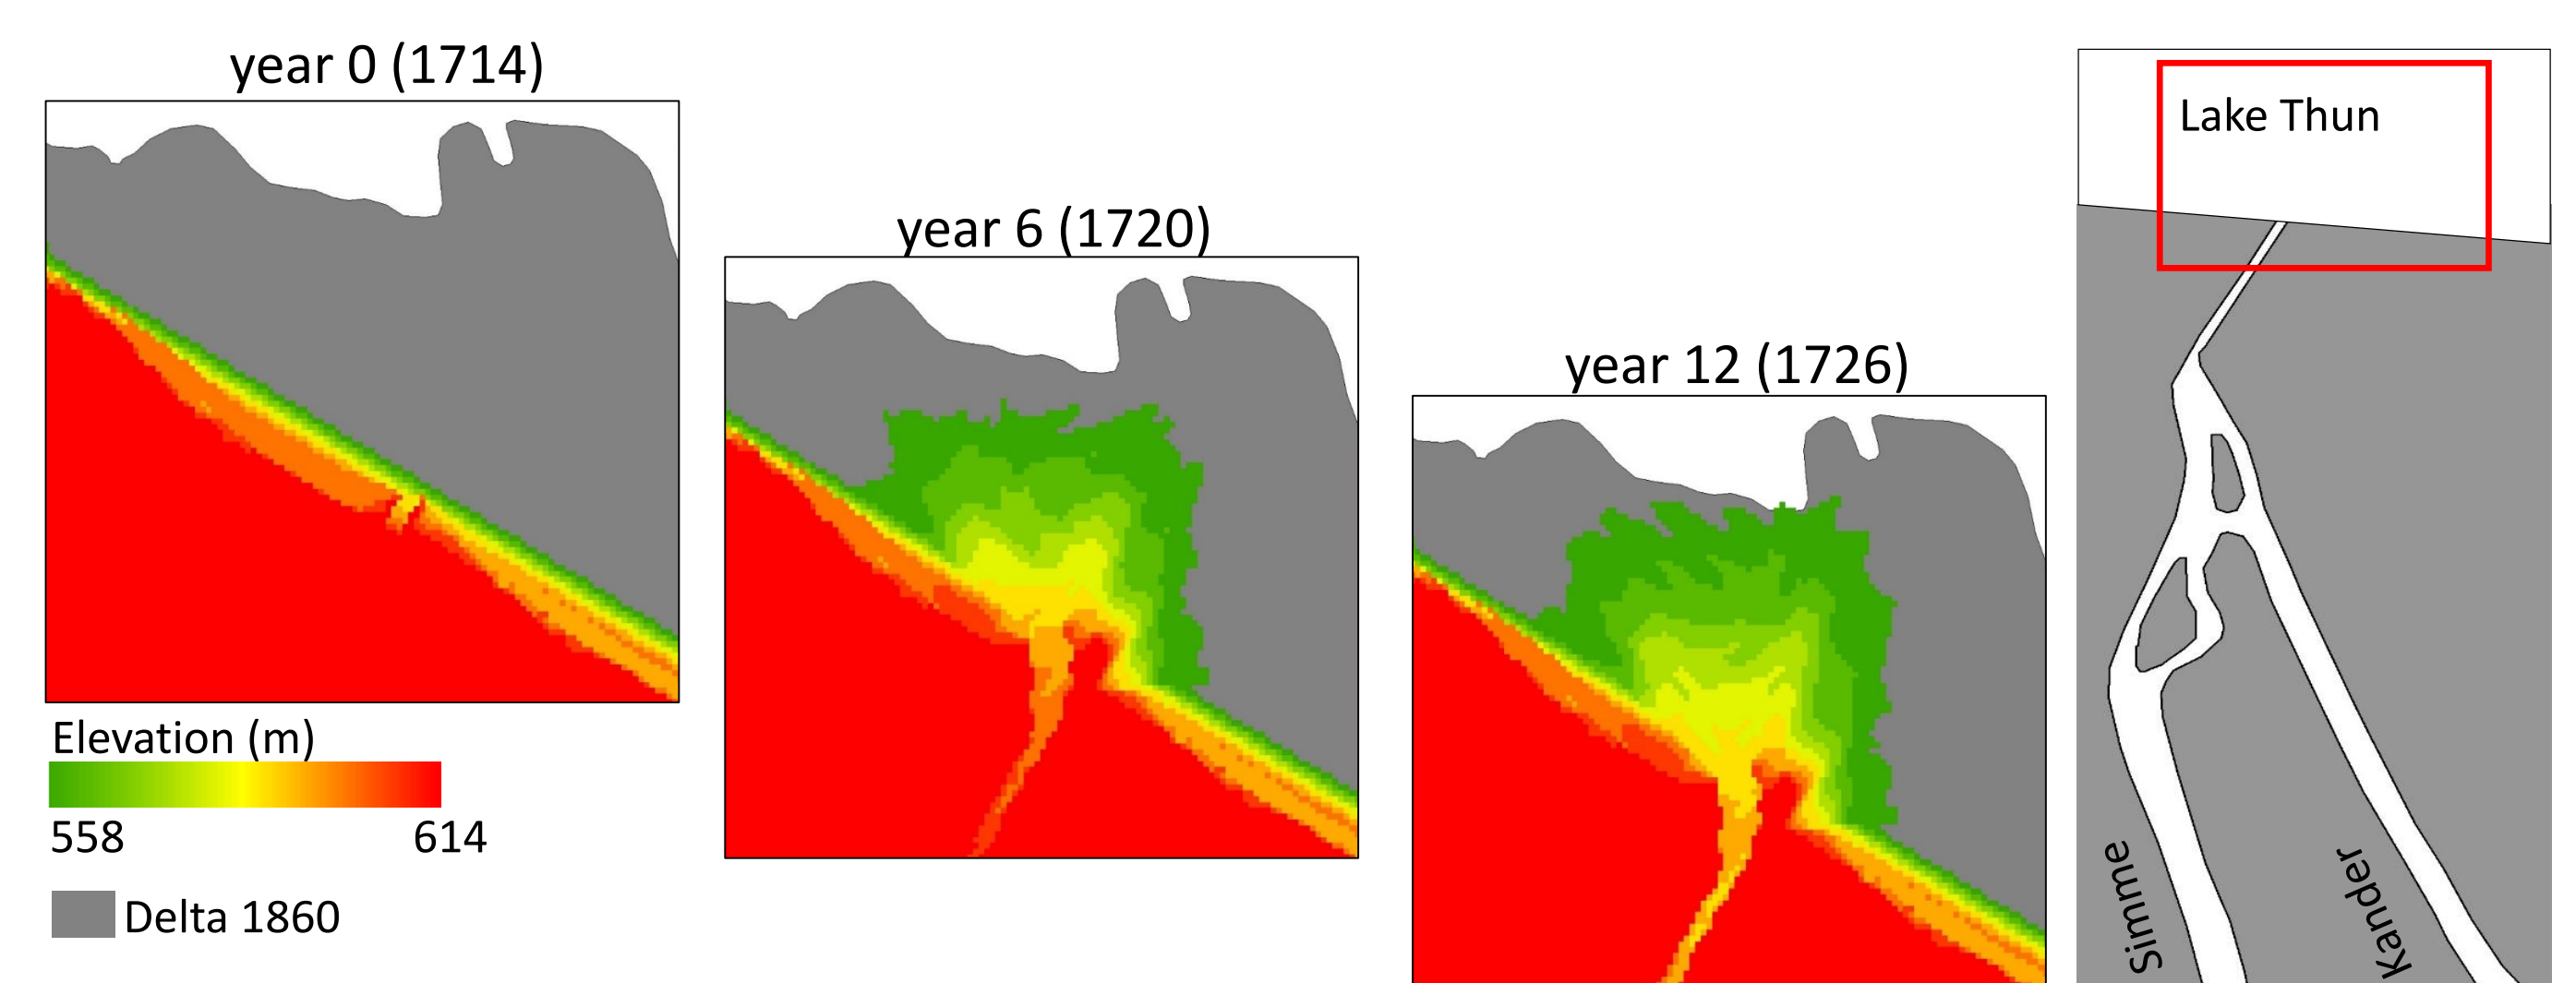 year 0 (1714)
year 6 (1720)
year 12 (1726)
Lake Thun
Elevation (m)
558 614
Delta 1860
Simme
Kander